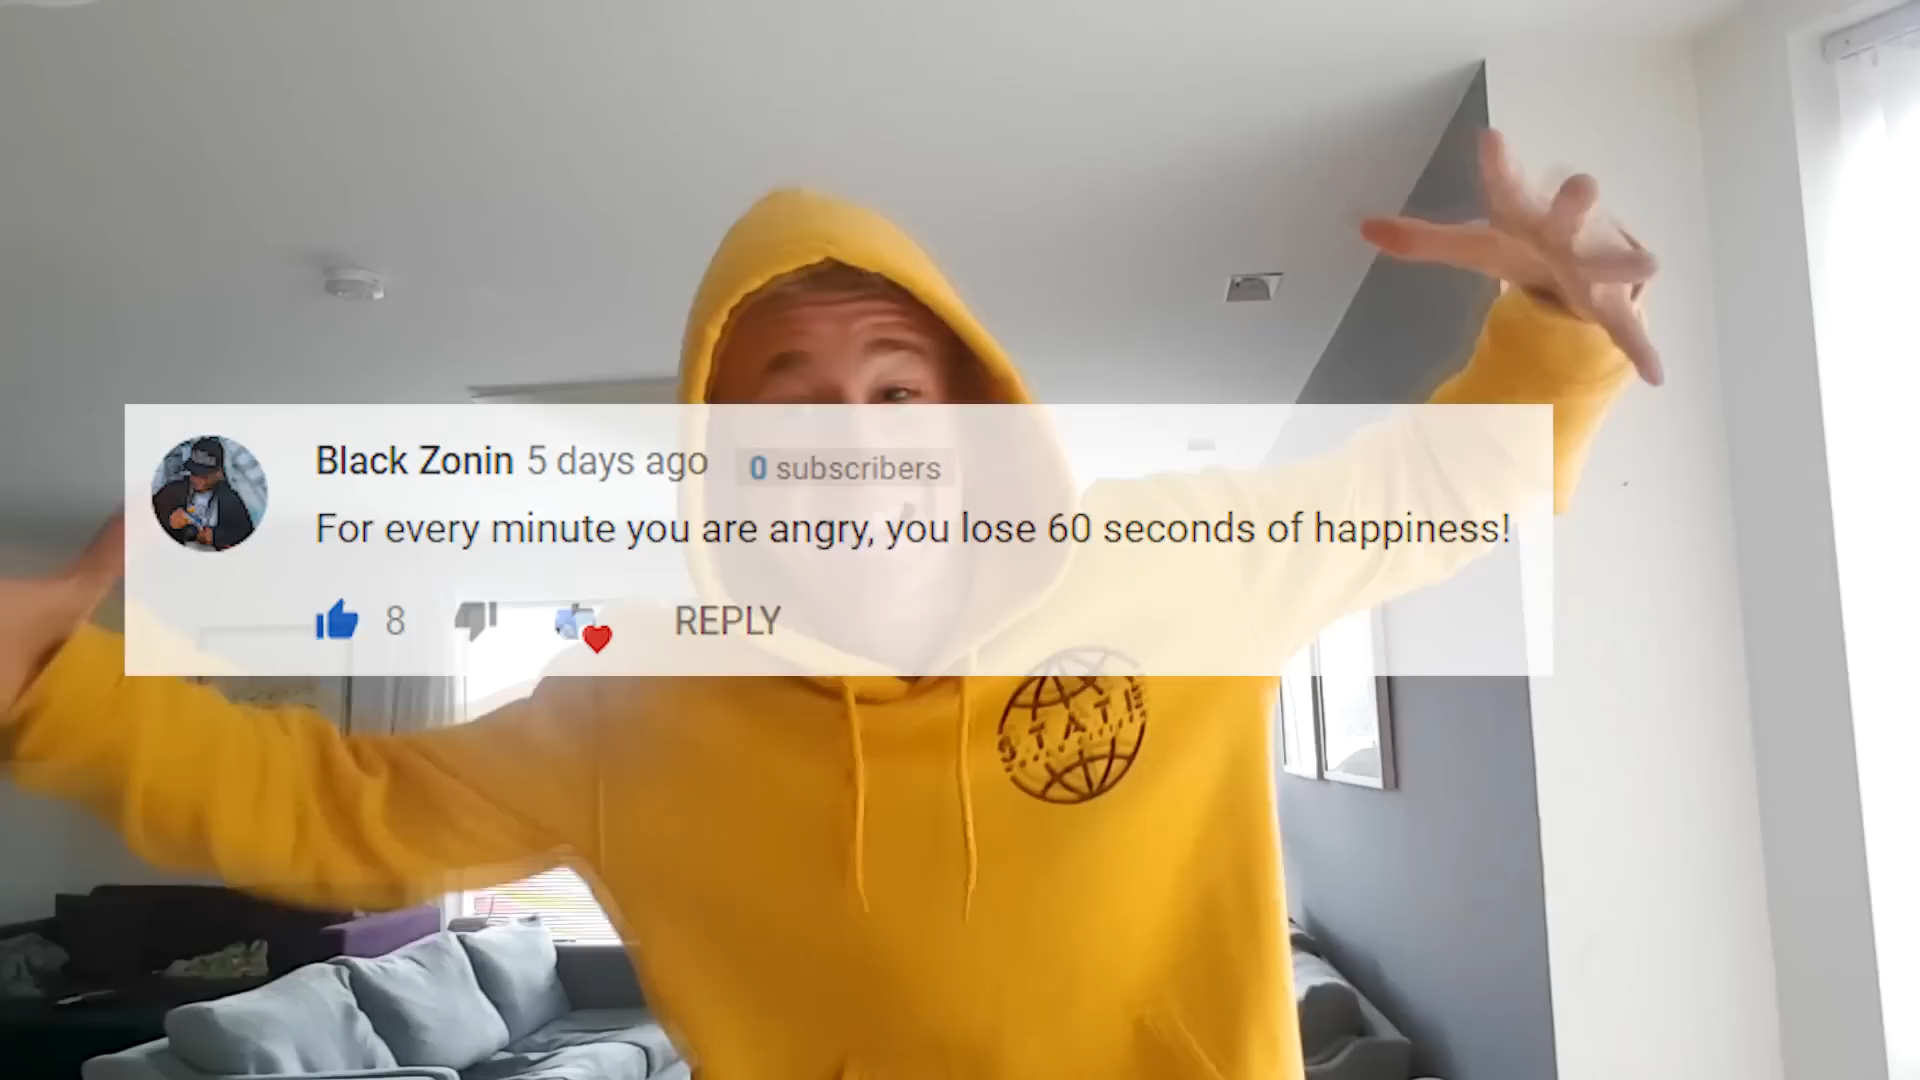 Black Zonin 5 days ago 0 subscribers
For every minute you are angry, you lose 60 seconds of happiness!
8 REPLY
STATE